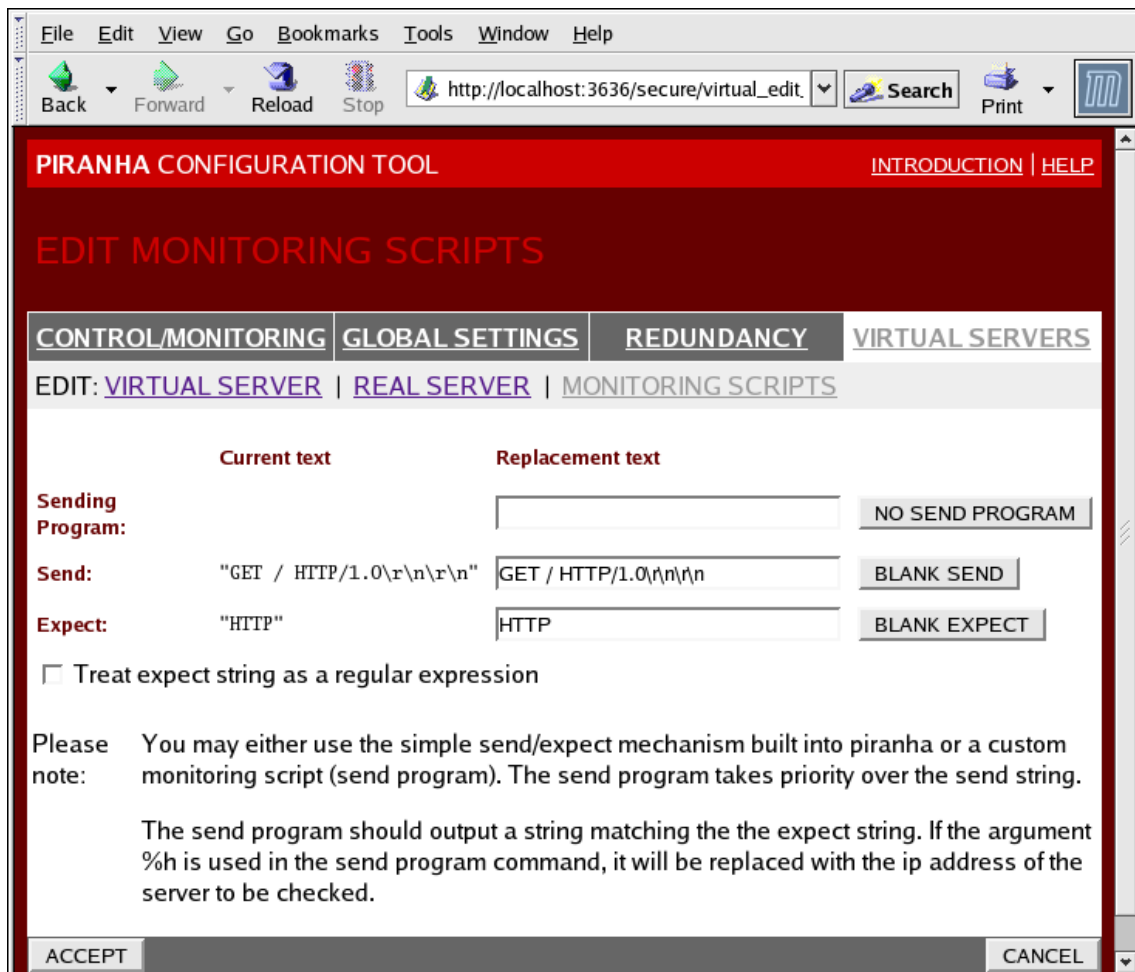 File Edit View Go Bookmarks Tools Window Help
Back Forward Reload Stop http://localhost:3636/secure/virtual_edit. Search Print
PIRANHA CONFIGURATION TOOL INTRODUCTION | HELP
EDIT MONITORING SCRIPTS
CONTROL/MONITORING GLOBAL SETTINGS REDUNDANCY VIRTUAL SERVERS
EDIT: VIRTUAL SERVER | REAL SERVER | MONITORING SCRIPTS
Current text Replacement text
Sending
Program: NO SEND PROGRAM
Send: "GET / HTTP/1.0\r\n\r\n" GET / HTTP/1.0\r\n\r\n BLANK SEND
Expect: "HTTP" HTTP BLANK EXPECT
Treat expect string as a regular expression
Please You may either use the simple send/expect mechanism built into piranha or a custom
note: monitoring script (send program). The send program takes priority over the send string.
The send program should output a string matching the the expect string. If the argument
%h is used in the send program command, it will be replaced with the ip address of the
server to be checked.
ACCEPT CANCEL